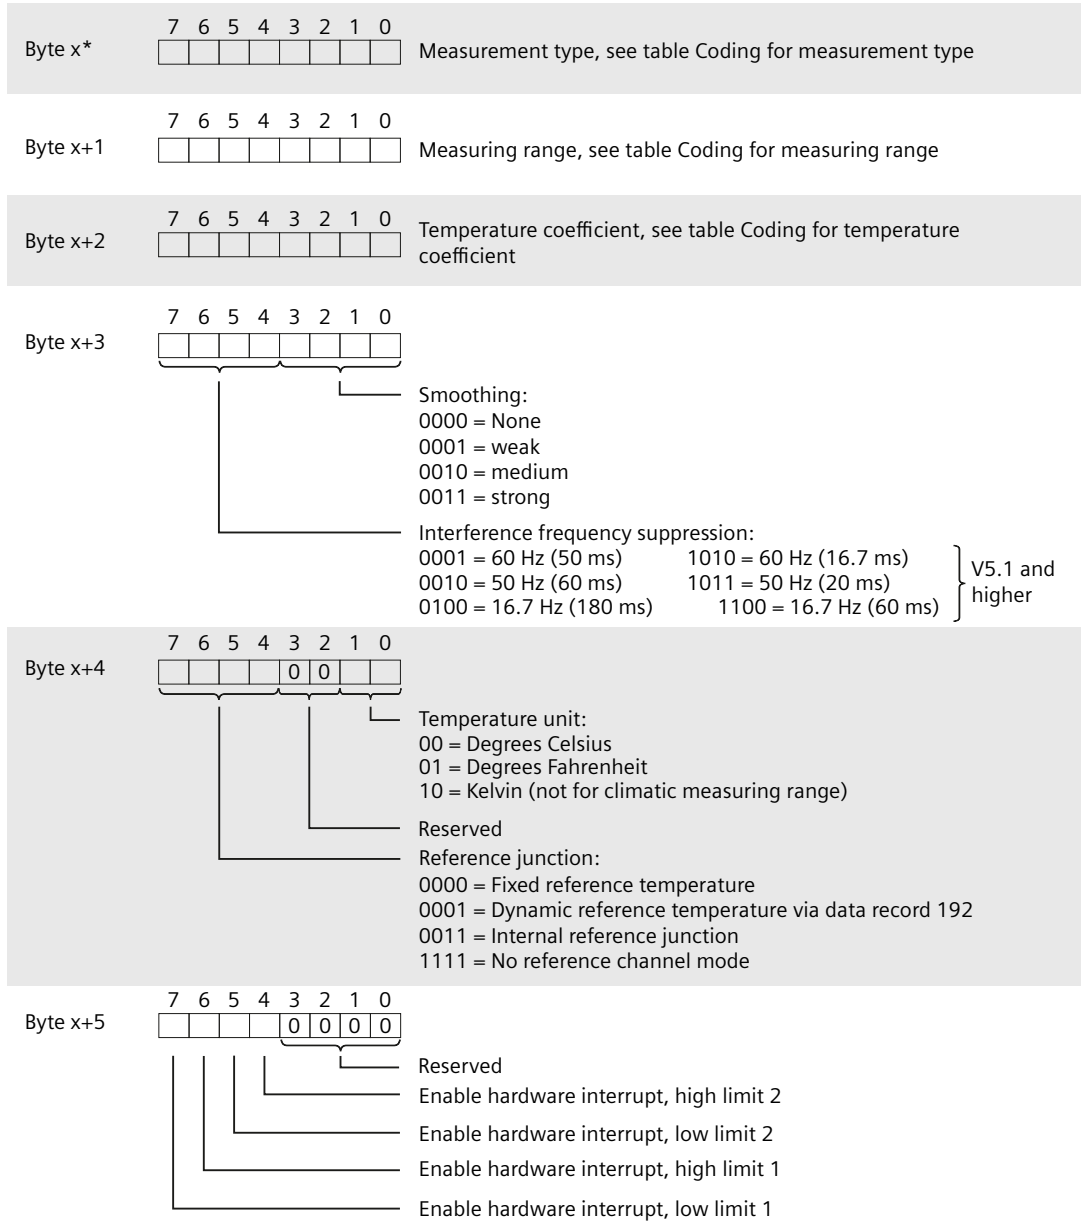 7 6 5 4 3 2 1 0
Byte x*
Measurement type, see table Coding for measurement type
7 6 5 4 3 2 1 0
Byte x+1
Measuring range, see table Coding for measuring range
7 6 5 4 3 2 1 0
Byte x+2
Temperature coefficient, see table Coding for temperature
coefficient
7 6 5 4 3 2 1 0
Byte x+3
Smoothing:
0000 = None
0001 = weak
0010 = medium
0011 = strong
Interference frequency suppression:
0001 = 60 Hz (50 ms) 1010 = 60 Hz (16.7 ms)
0010 = 50 Hz (60 ms) 1011 = 50 Hz (20 ms)
0100 = 16.7 Hz (180 ms) 1100 = 16.7 Hz (60 ms)
V5.1 and
higher
7 6 5 4 3 2 1 0
Byte x+4
0 0
Temperature unit:
00 = Degrees Celsius
01 = Degrees Fahrenheit
10 = Kelvin (not for climatic measuring range)
Reserved
Reference junction:
0000 = Fixed reference temperature
0001 = Dynamic reference temperature via data record 192
0011 = Internal reference junction
1111 = No reference channel mode
7 6 5 4 3 2 1 0
Byte x+5
0 0 0 0
Reserved
Enable hardware interrupt, high limit 2
Enable hardware interrupt, low limit 2
Enable hardware interrupt, high limit 1
Enable hardware interrupt, low limit 1